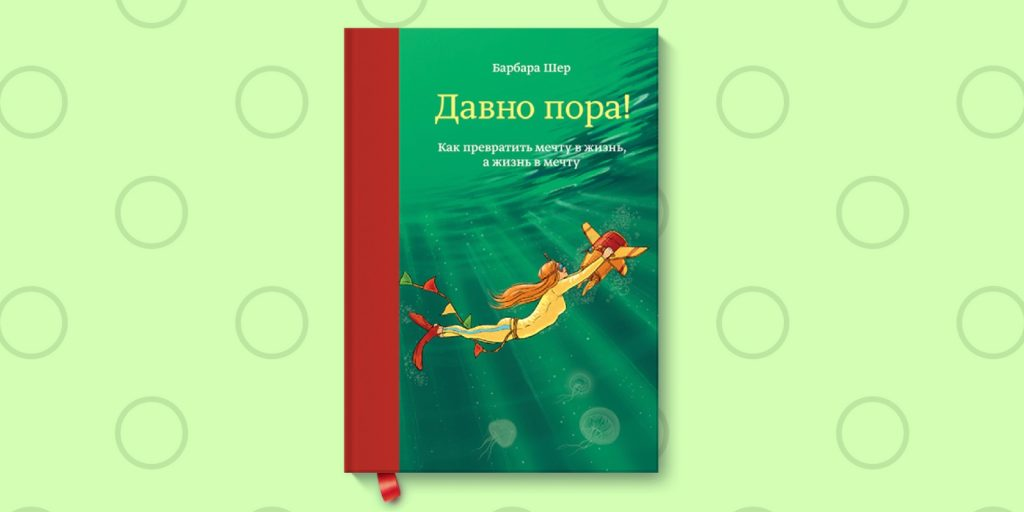 Барбара Шер
Давно пора!
Как превратить мечту в жизнь,
а жизнь в мечту